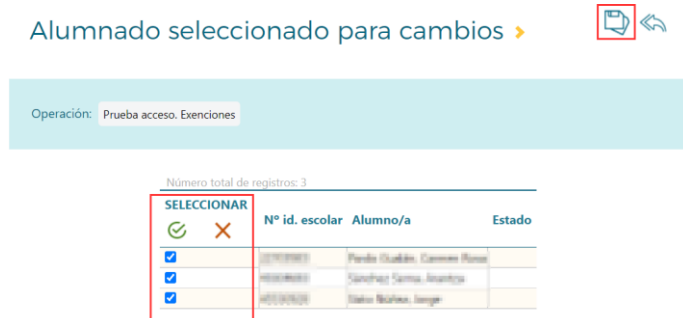 Alumnado seleccionado para cambios
Operación: Prueba acceso. Exenciones
Número total de registros: 3
SELECCIONAR
Nº id. escolar Alumno/a Estado